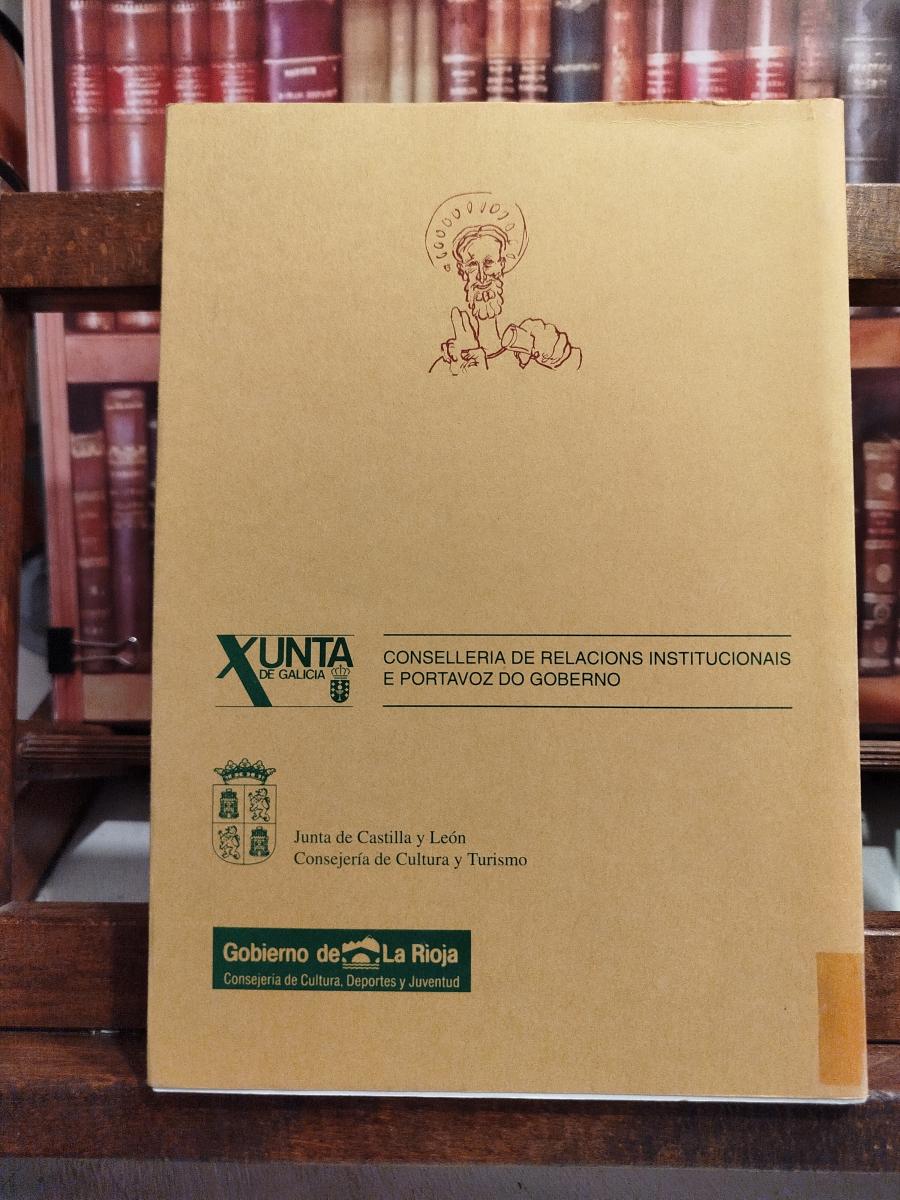 XUNTA
DE GALICIA
CONSELLERIA DE RELACIONS INSTITUCIONAIS
E PORTAVOZ DO GOBERNO
Junta de Castilla y León
Consejería de Cultura y Turismo
Gobierno de La Rioja
Consejería de Cultura, Deportes y Juventud